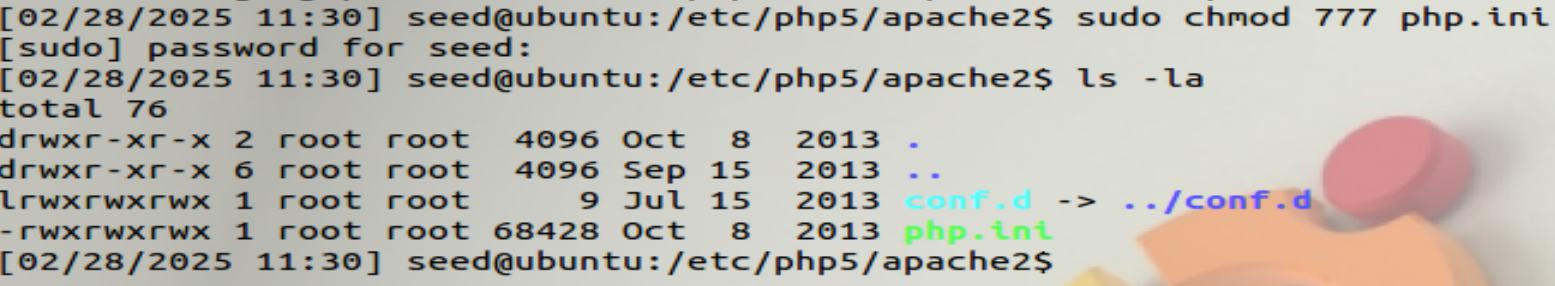 [02/28/2025 11:30] seed@ubuntu:/etc/php5/apache2$ sudo chmod 777 php.ini
[sudo] password for seed:
[02/28/2025 11:30] seed@ubuntu:/etc/php5/apache2$ ls -la
total 76
drwxr-xr-x 2 root root  4096 Oct  8  2013 .
drwxr-xr-x 6 root root  4096 Sep 15  2013 ..
lrwxrwxrwx 1 root root     9 Jul 15  2013 conf.d -> ../conf.d
-rwxrwxrwx 1 root root 68428 Oct  8  2013 php.ini
[02/28/2025 11:30] seed@ubuntu:/etc/php5/apache2$